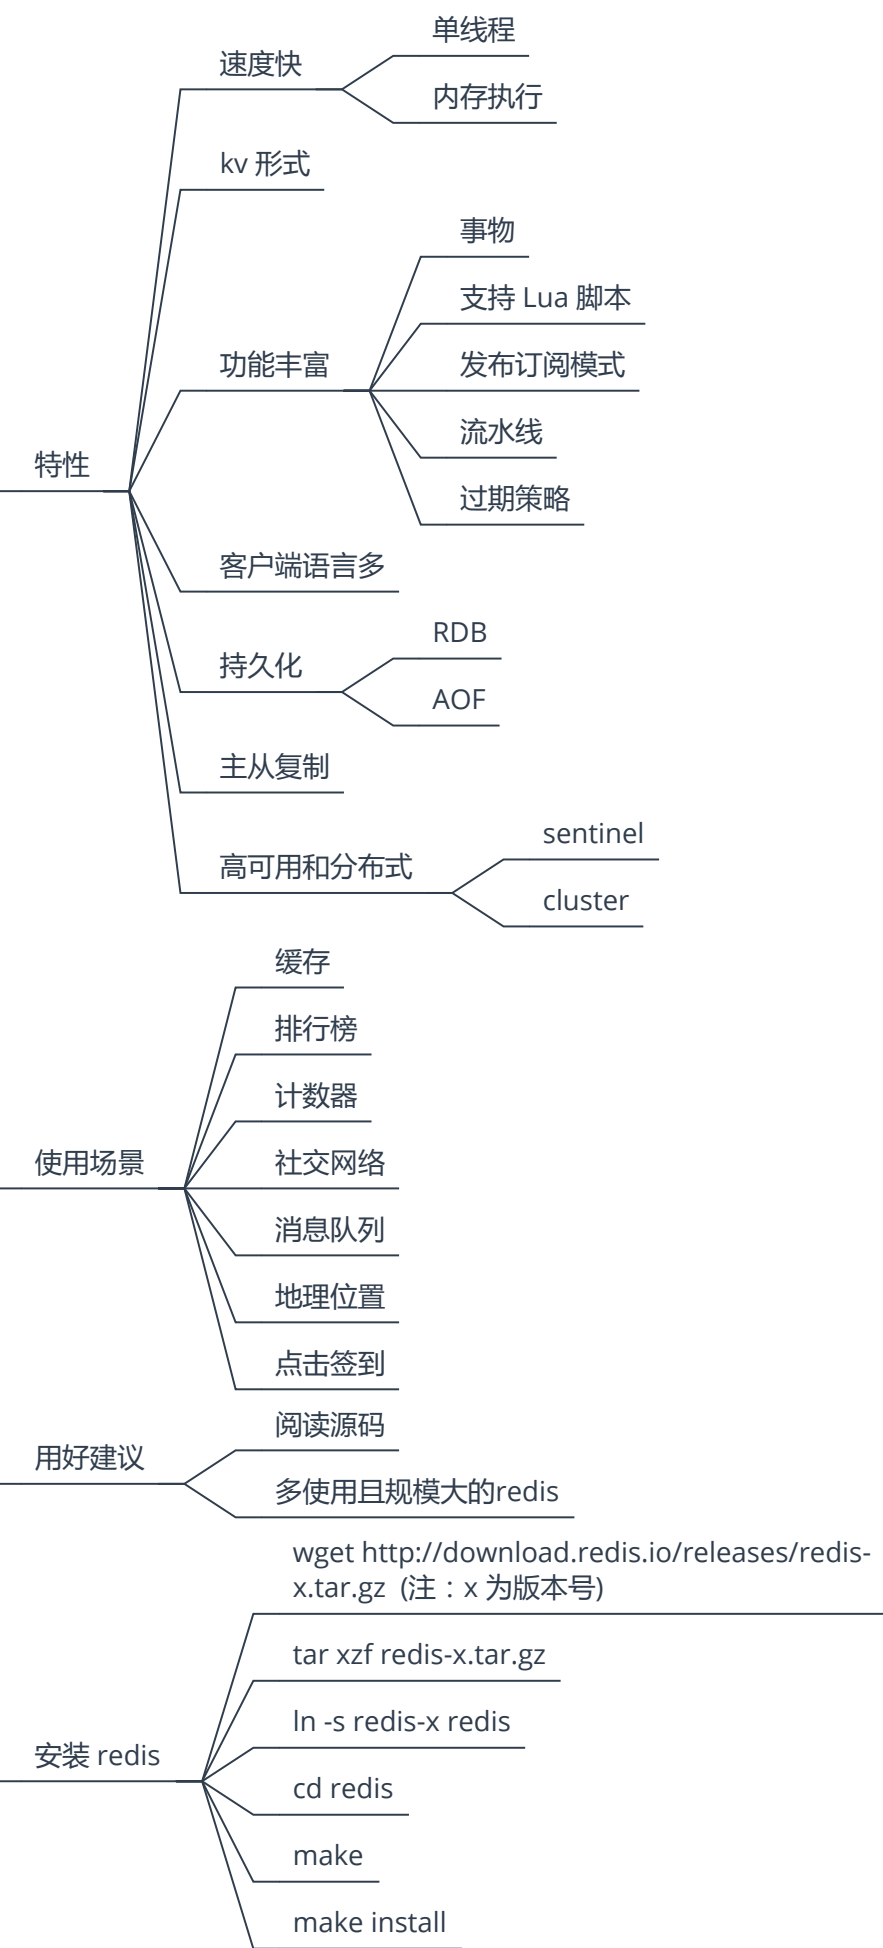 单线程
速度快
内存执行
kv 形式
事物
支持 Lua 脚本
功能丰富
发布订阅模式
流水线
过期策略
特性
客户端语言多
RDB
持久化
AOF
主从复制
sentinel
高可用和分布式
cluster
缓存
排行榜
计数器
使用场景
社交网络
消息队列
地理位置
点击签到
阅读源码
用好建议
多使用且规模大的redis
wget http://download.redis.io/releases/redis-
x.tar.gz  (注：x 为版本号)
tar xzf redis-x.tar.gz
ln -s redis-x redis
安装 redis
cd redis
make
make install